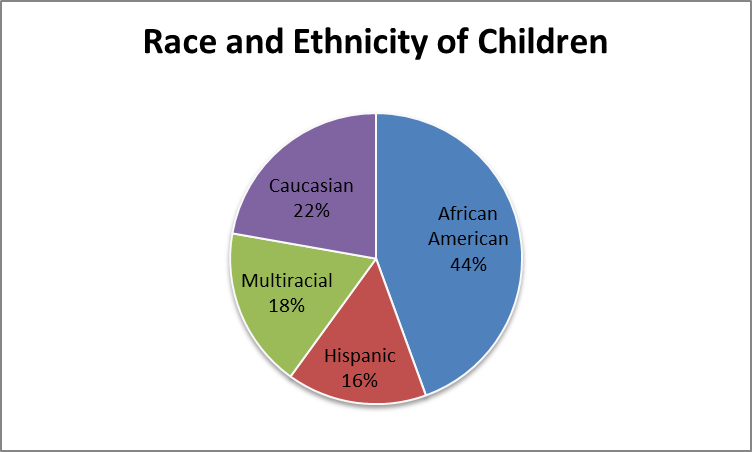 Race and Ethnicity of Children
Caucasian
22%
African
American
44%
Multiracial
18%
Hispanic
16%